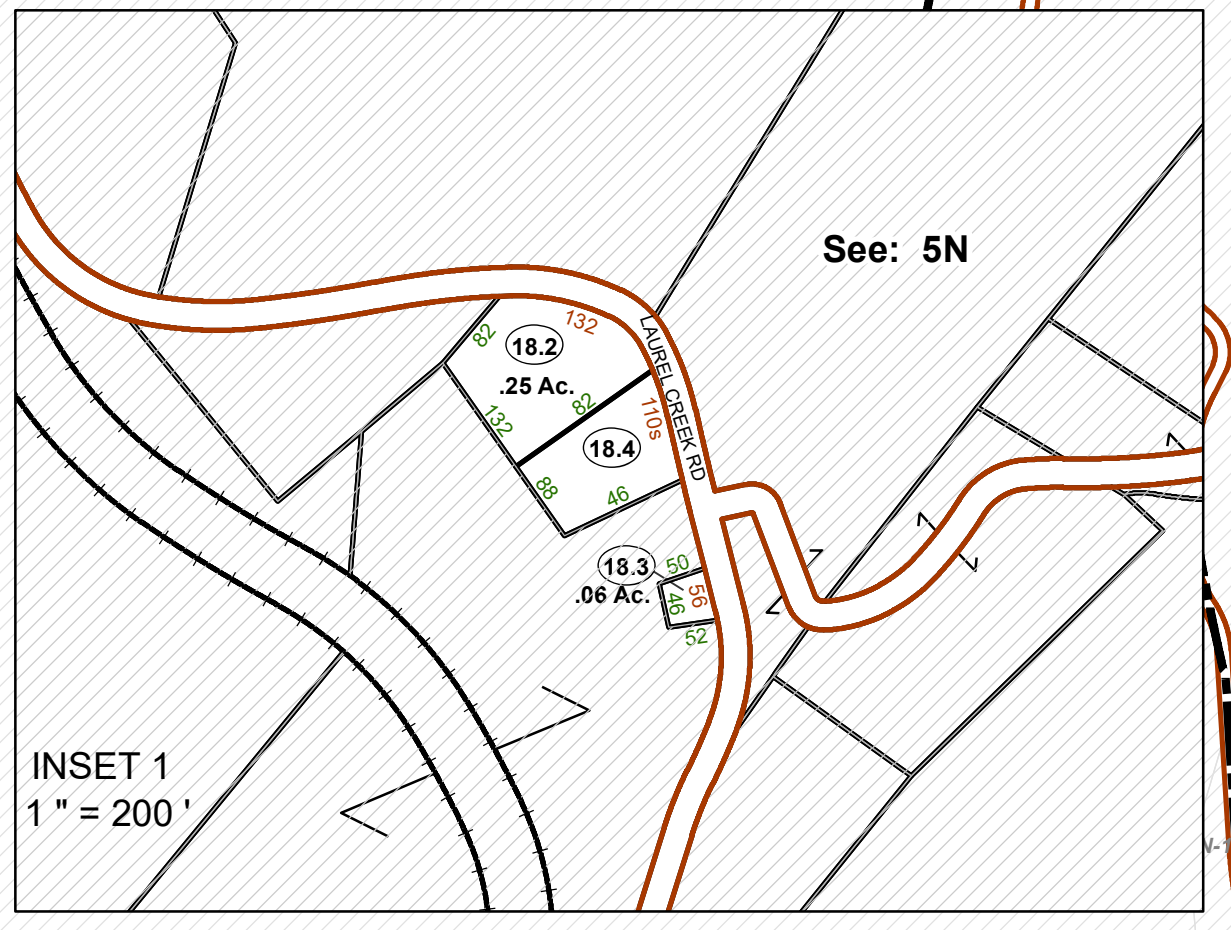 See: 5N
132
82
18.2
LAUREL CREEK RD
.25 Ac.
82
110s
132
18.4
88
46
50
18.3
.06 Ac.
46
56
52
INSET 1
1 " = 200 '